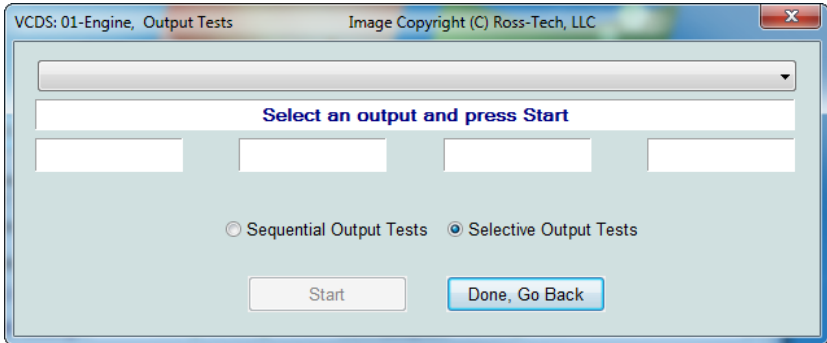 VCDS: 01-Engine, Output Tests Image Copyright (C) Ross-Tech, LLC
Select an output and press Start
Sequential Output Tests Selective Output Tests
Start Done, Go Back